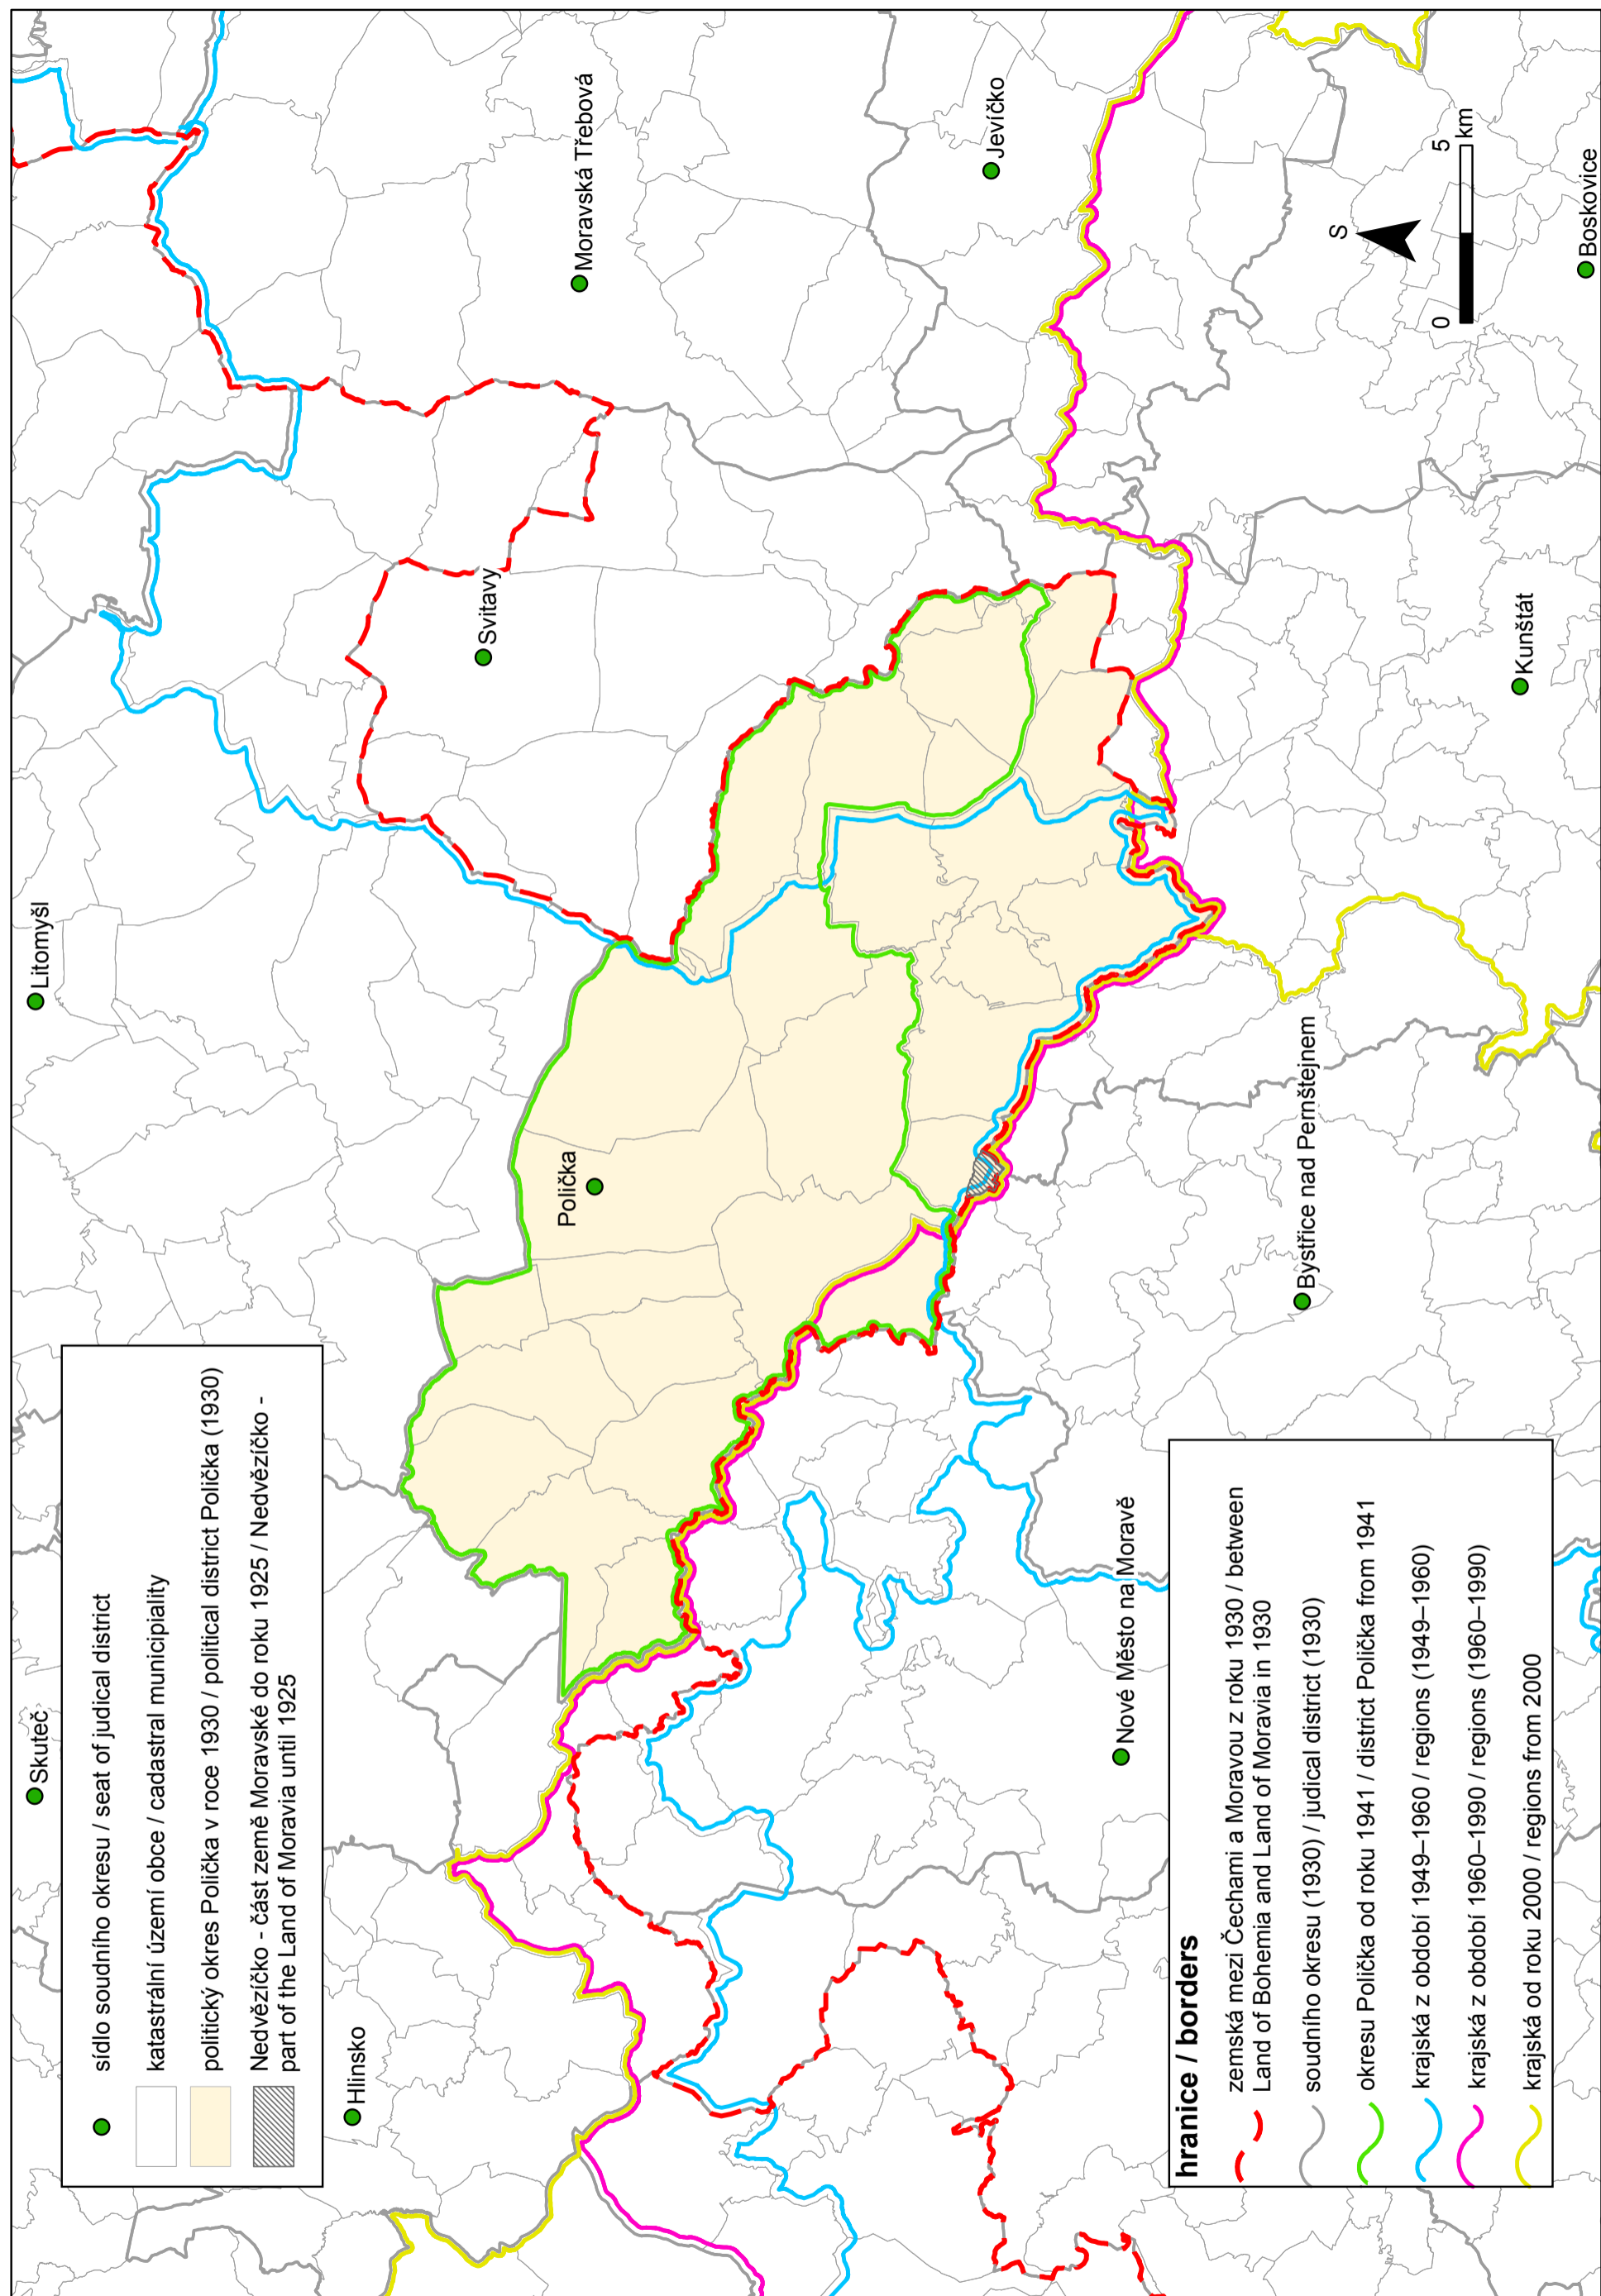 sídlo soudního okresu / seat of judical district
katastrální území obce / cadastral municipality
politický okres Polička v roce 1930 / political district Polička (1930)
Nedvězíčko - část země Moravské do roku 1925 / Nedvězíčko -
part of the Land of Moravia until 1925
Skuteč
Litomyšl
Hlinsko
Polička
Svitavy
Moravská Třebová
Jevíčko
Nové Město na Moravě
Bystřice nad Pernštejnem
Kunštát
Boskovice
S
0
5
km
hranice / borders
zemská mezi Čechami a Moravou z roku 1930 / between
Land of Bohemia and Land of Moravia in 1930
soudního okresu (1930) / judical district (1930)
okresu Polička od roku 1941 / district Polička from 1941
krajská z období 1949–1960 / regions (1949–1960)
krajská z období 1960–1990 / regions (1960–1990)
krajská od roku 2000 / regions from 2000